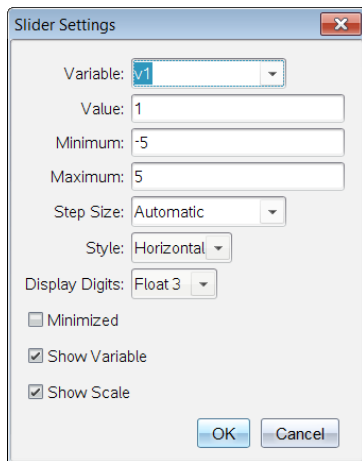 Slider Settings
Variable: v1
Value: 1
Minimum: -5
Maximum: 5
Step Size: Automatic
Style: Horizontal
Display Digits: Float 3
Minimized
Show Variable
Show Scale
OK Cancel